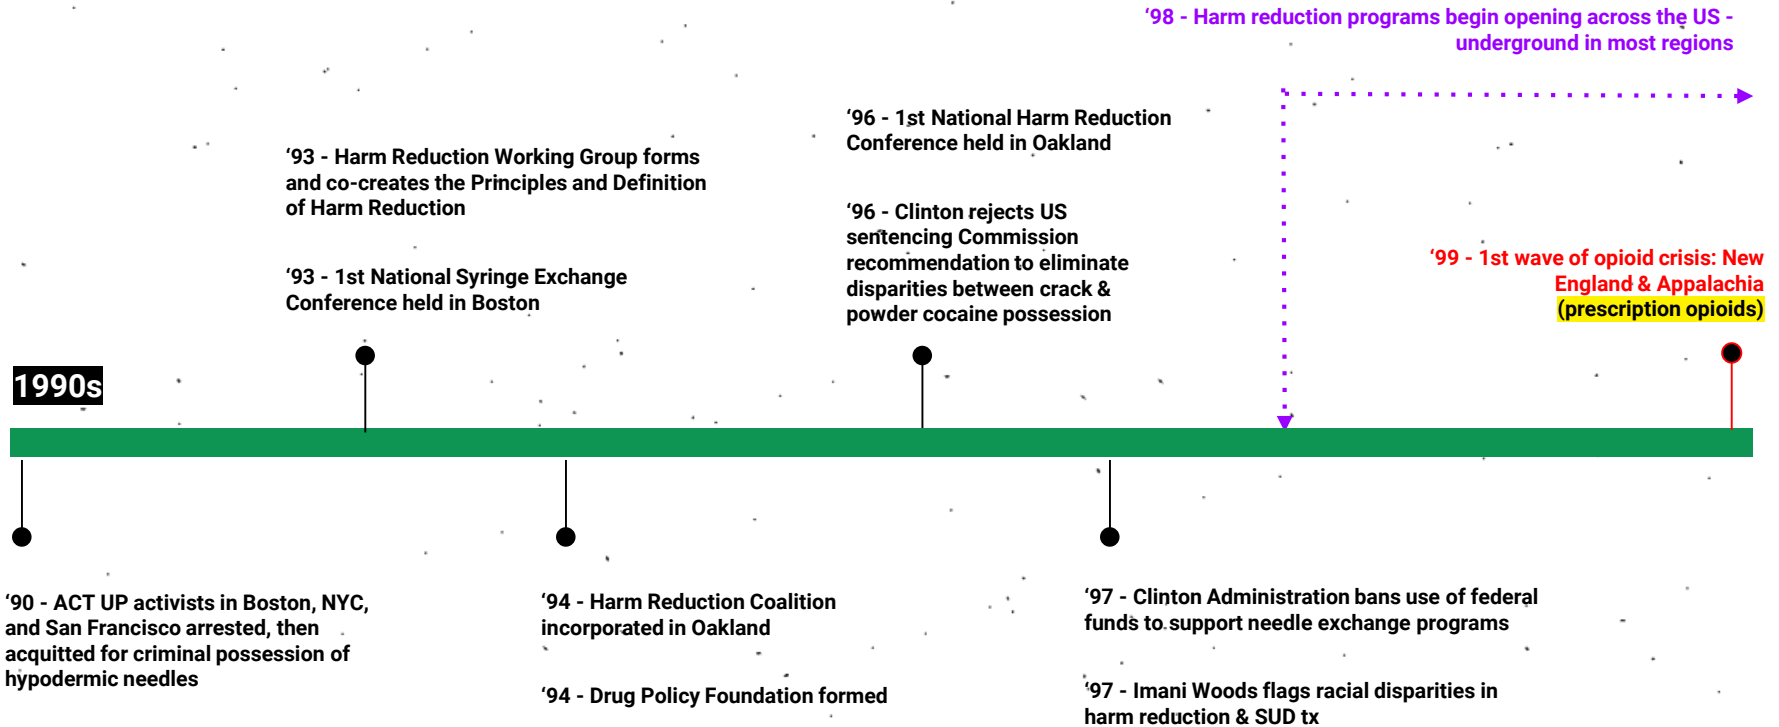 ‘98 - Harm reduction programs begin opening across the US -
underground in most regions
‘96 - 1st National Harm Reduction
Conference held in Oakland
‘93 - Harm Reduction Working Group forms
and co-creates the Principles and Definition
of Harm Reduction
‘96 - Clinton rejects US
sentencing Commission
recommendation to eliminate
disparities between crack &
powder cocaine possession
‘93 - 1st National Syringe Exchange
Conference held in Boston
‘99 - 1st wave of opioid crisis: New
England & Appalachia
(prescription opioids)
1990s
‘90 - ACT UP activists in Boston, NYC,
and San Francisco arrested, then
acquitted for criminal possession of
hypodermic needles
‘94 - Harm Reduction Coalition
incorporated in Oakland
‘94 - Drug Policy Foundation formed
‘97 - Clinton Administration bans use of federal
funds to support needle exchange programs
‘97 - Imani Woods flags racial disparities in
harm reduction & SUD tx